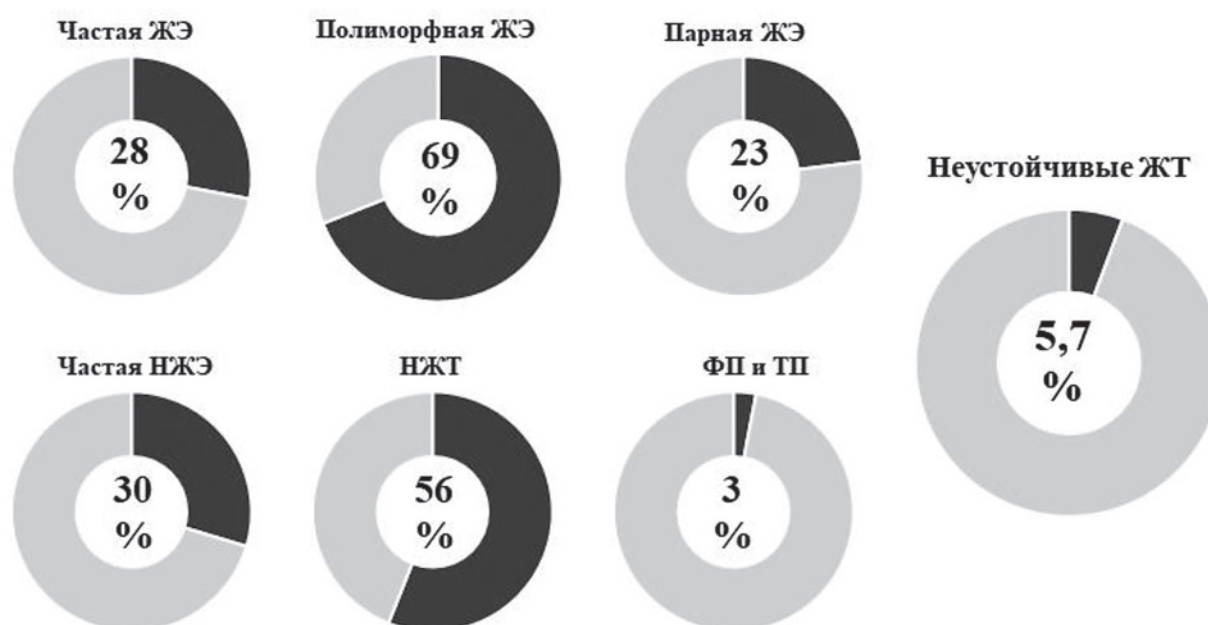 Частая ЖЭ
28
%
Полиморфная ЖЭ
69
%
Парная ЖЭ
23
%
Неустойчивые ЖТ
5,7
%
Частая НЖЭ
30
%
НЖТ
56
%
ФП и ТП
3
%